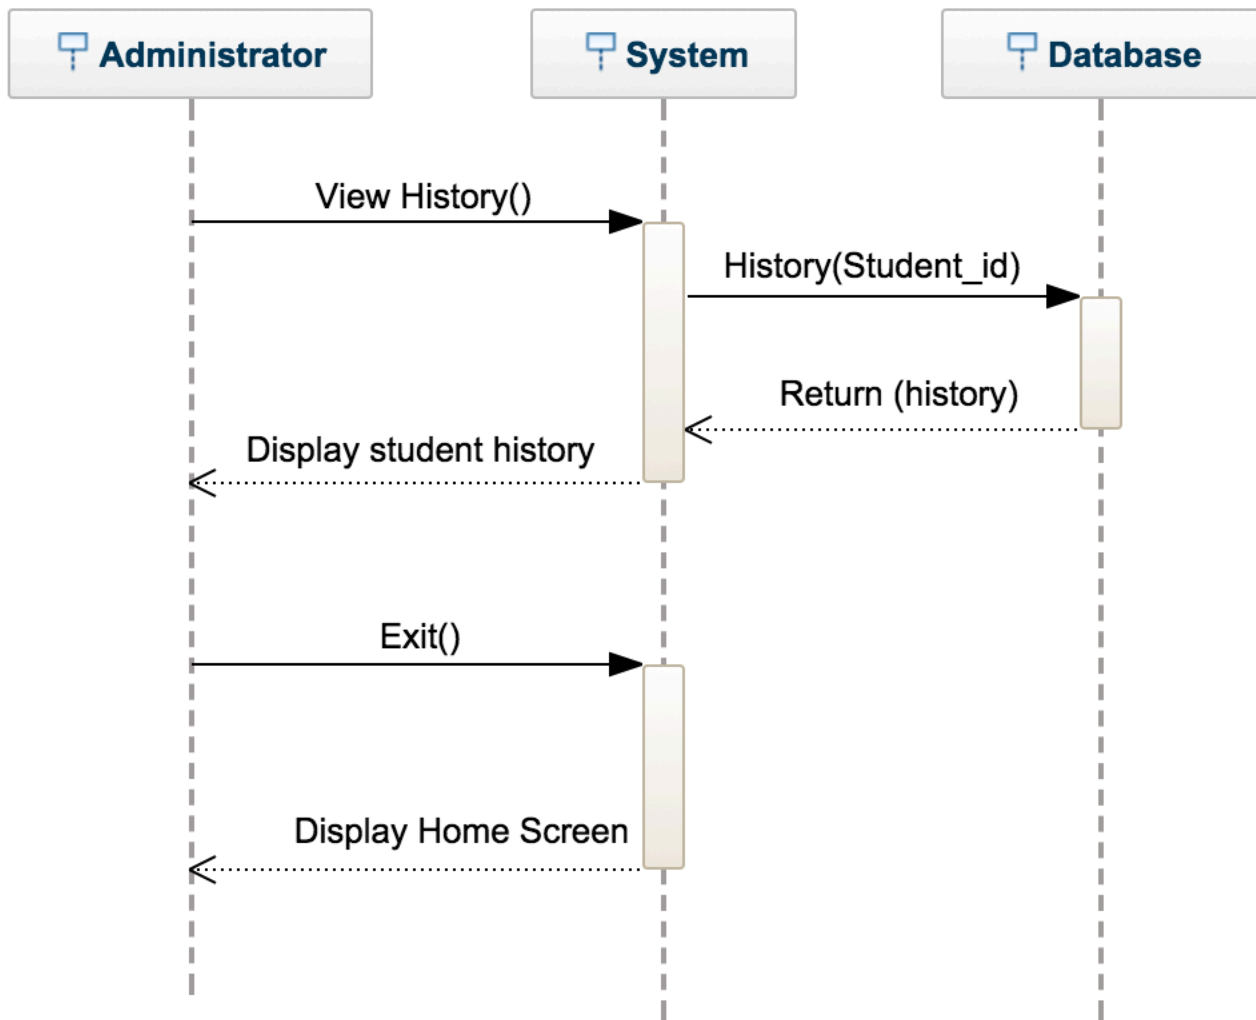 Administrator
System
Database
View History()
History(Student_id)
Return (history)
Display student history
Exit()
Display Home Screen